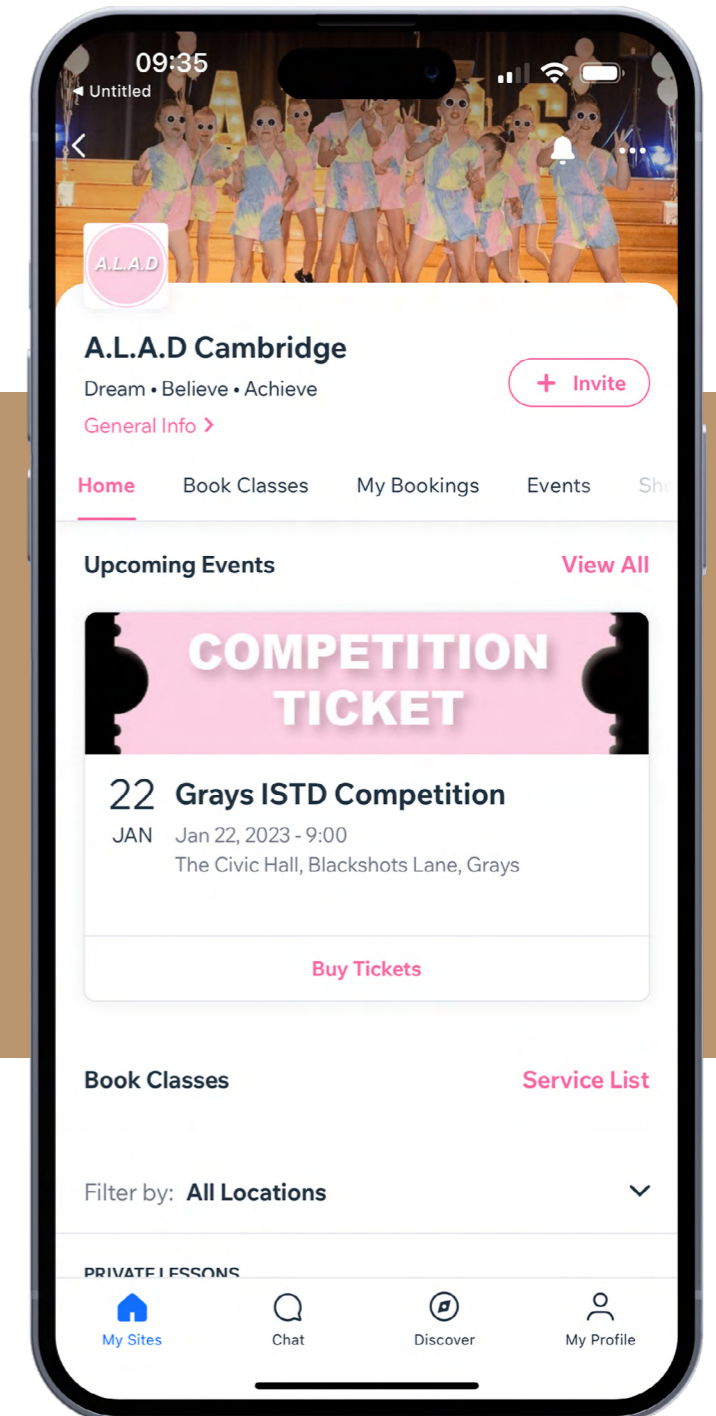 09:35
Untitled
A.L.A.D
A.L.A.D Cambridge
Dream • Believe • Achieve
+ Invite
General Info >
Home Book Classes My Bookings Events
Upcoming Events View All
COMPETITION
TICKET
22 Grays ISTD Competition
JAN Jan 22, 2023 - 9:00
The Civic Hall, Blackshots Lane, Grays
Buy Tickets
Book Classes Service List
Filter by: All Locations
PRIVATE LESSONS
My Sites Chat Discover My Profile